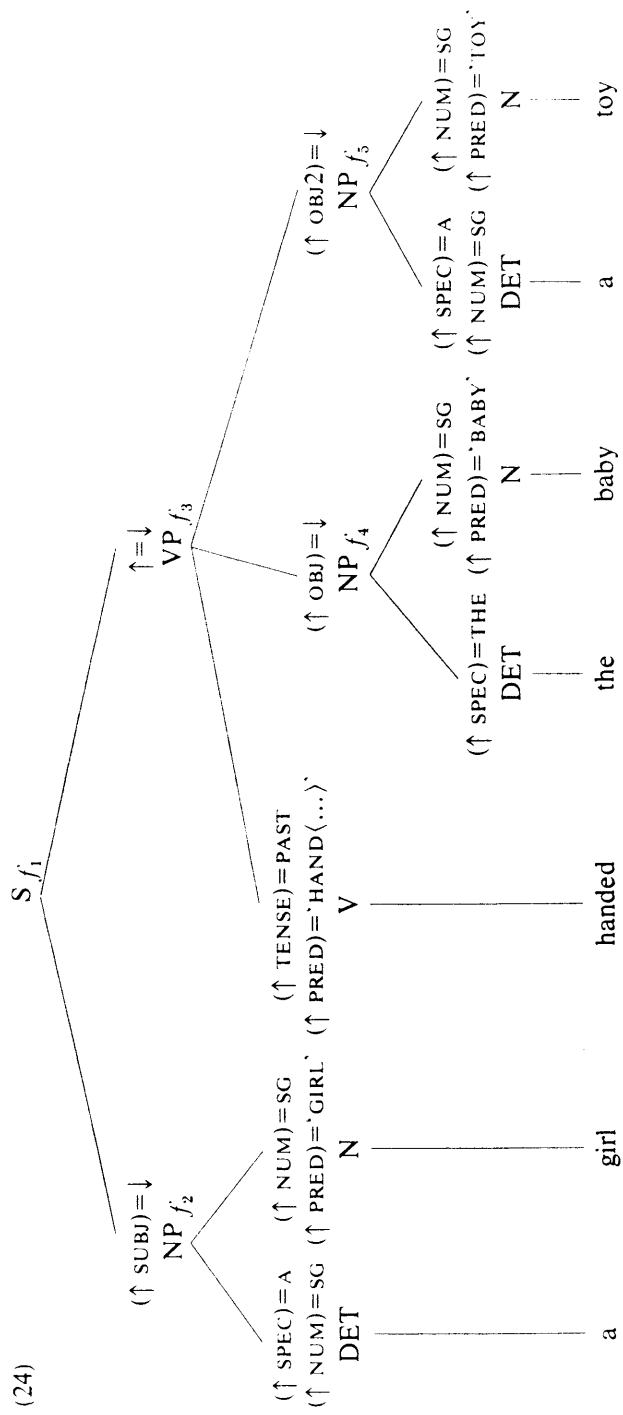 (24)
S f₁
(↑ SUBJ)=↓ ↑=↓
NP f₂ VP f₃
(↑ OBJ)=↓ (↑ OBJ2)=↓
NP f₄ NP f₅
(↑ SPEC)=A (↑ NUM)=SG (↑ TENSE)=PAST (↑ NUM)=SG (↑ SPEC)=A (↑ NUM)=SG
(↑ NUM)=SG (↑ PRED)=‵GIRL‵ (↑ PRED)=‵HAND⟨...⟩‵ (↑ SPEC)=THE (↑ PRED)=‵BABY‵ (↑ NUM)=SG (↑ PRED)=‵TOY‵
DET N V DET N DET N
a girl handed the baby a toy